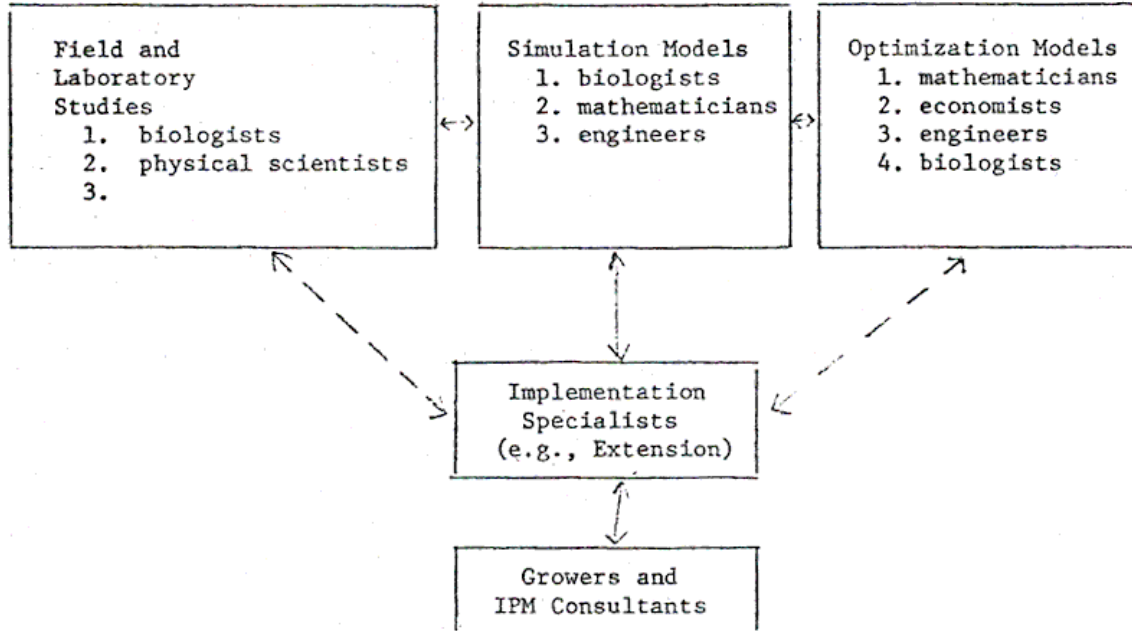 Field and
Laboratory
Studies
1. biologists
2. physical scientists
3.
Simulation Models
1. biologists
2. mathematicians
3. engineers
Optimization Models
1. mathematicians
2. economists
3. engineers
4. biologists
Implementation
Specialists
(e.g., Extension)
Growers and
IPM Consultants